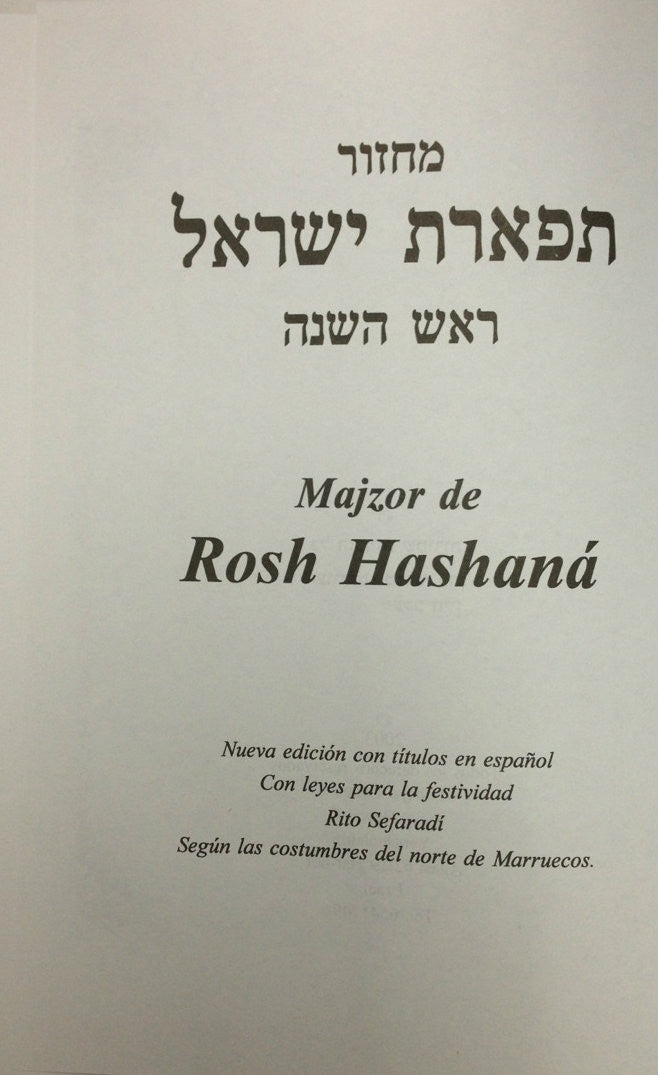 מחזור
תפארת ישראל
ראש השנה
Majzor de
Rosh Hashaná
Nueva edición con títulos en español
Con leyes para la festividad
Rito Sefaradí
Según las costumbres del norte de Marruecos.